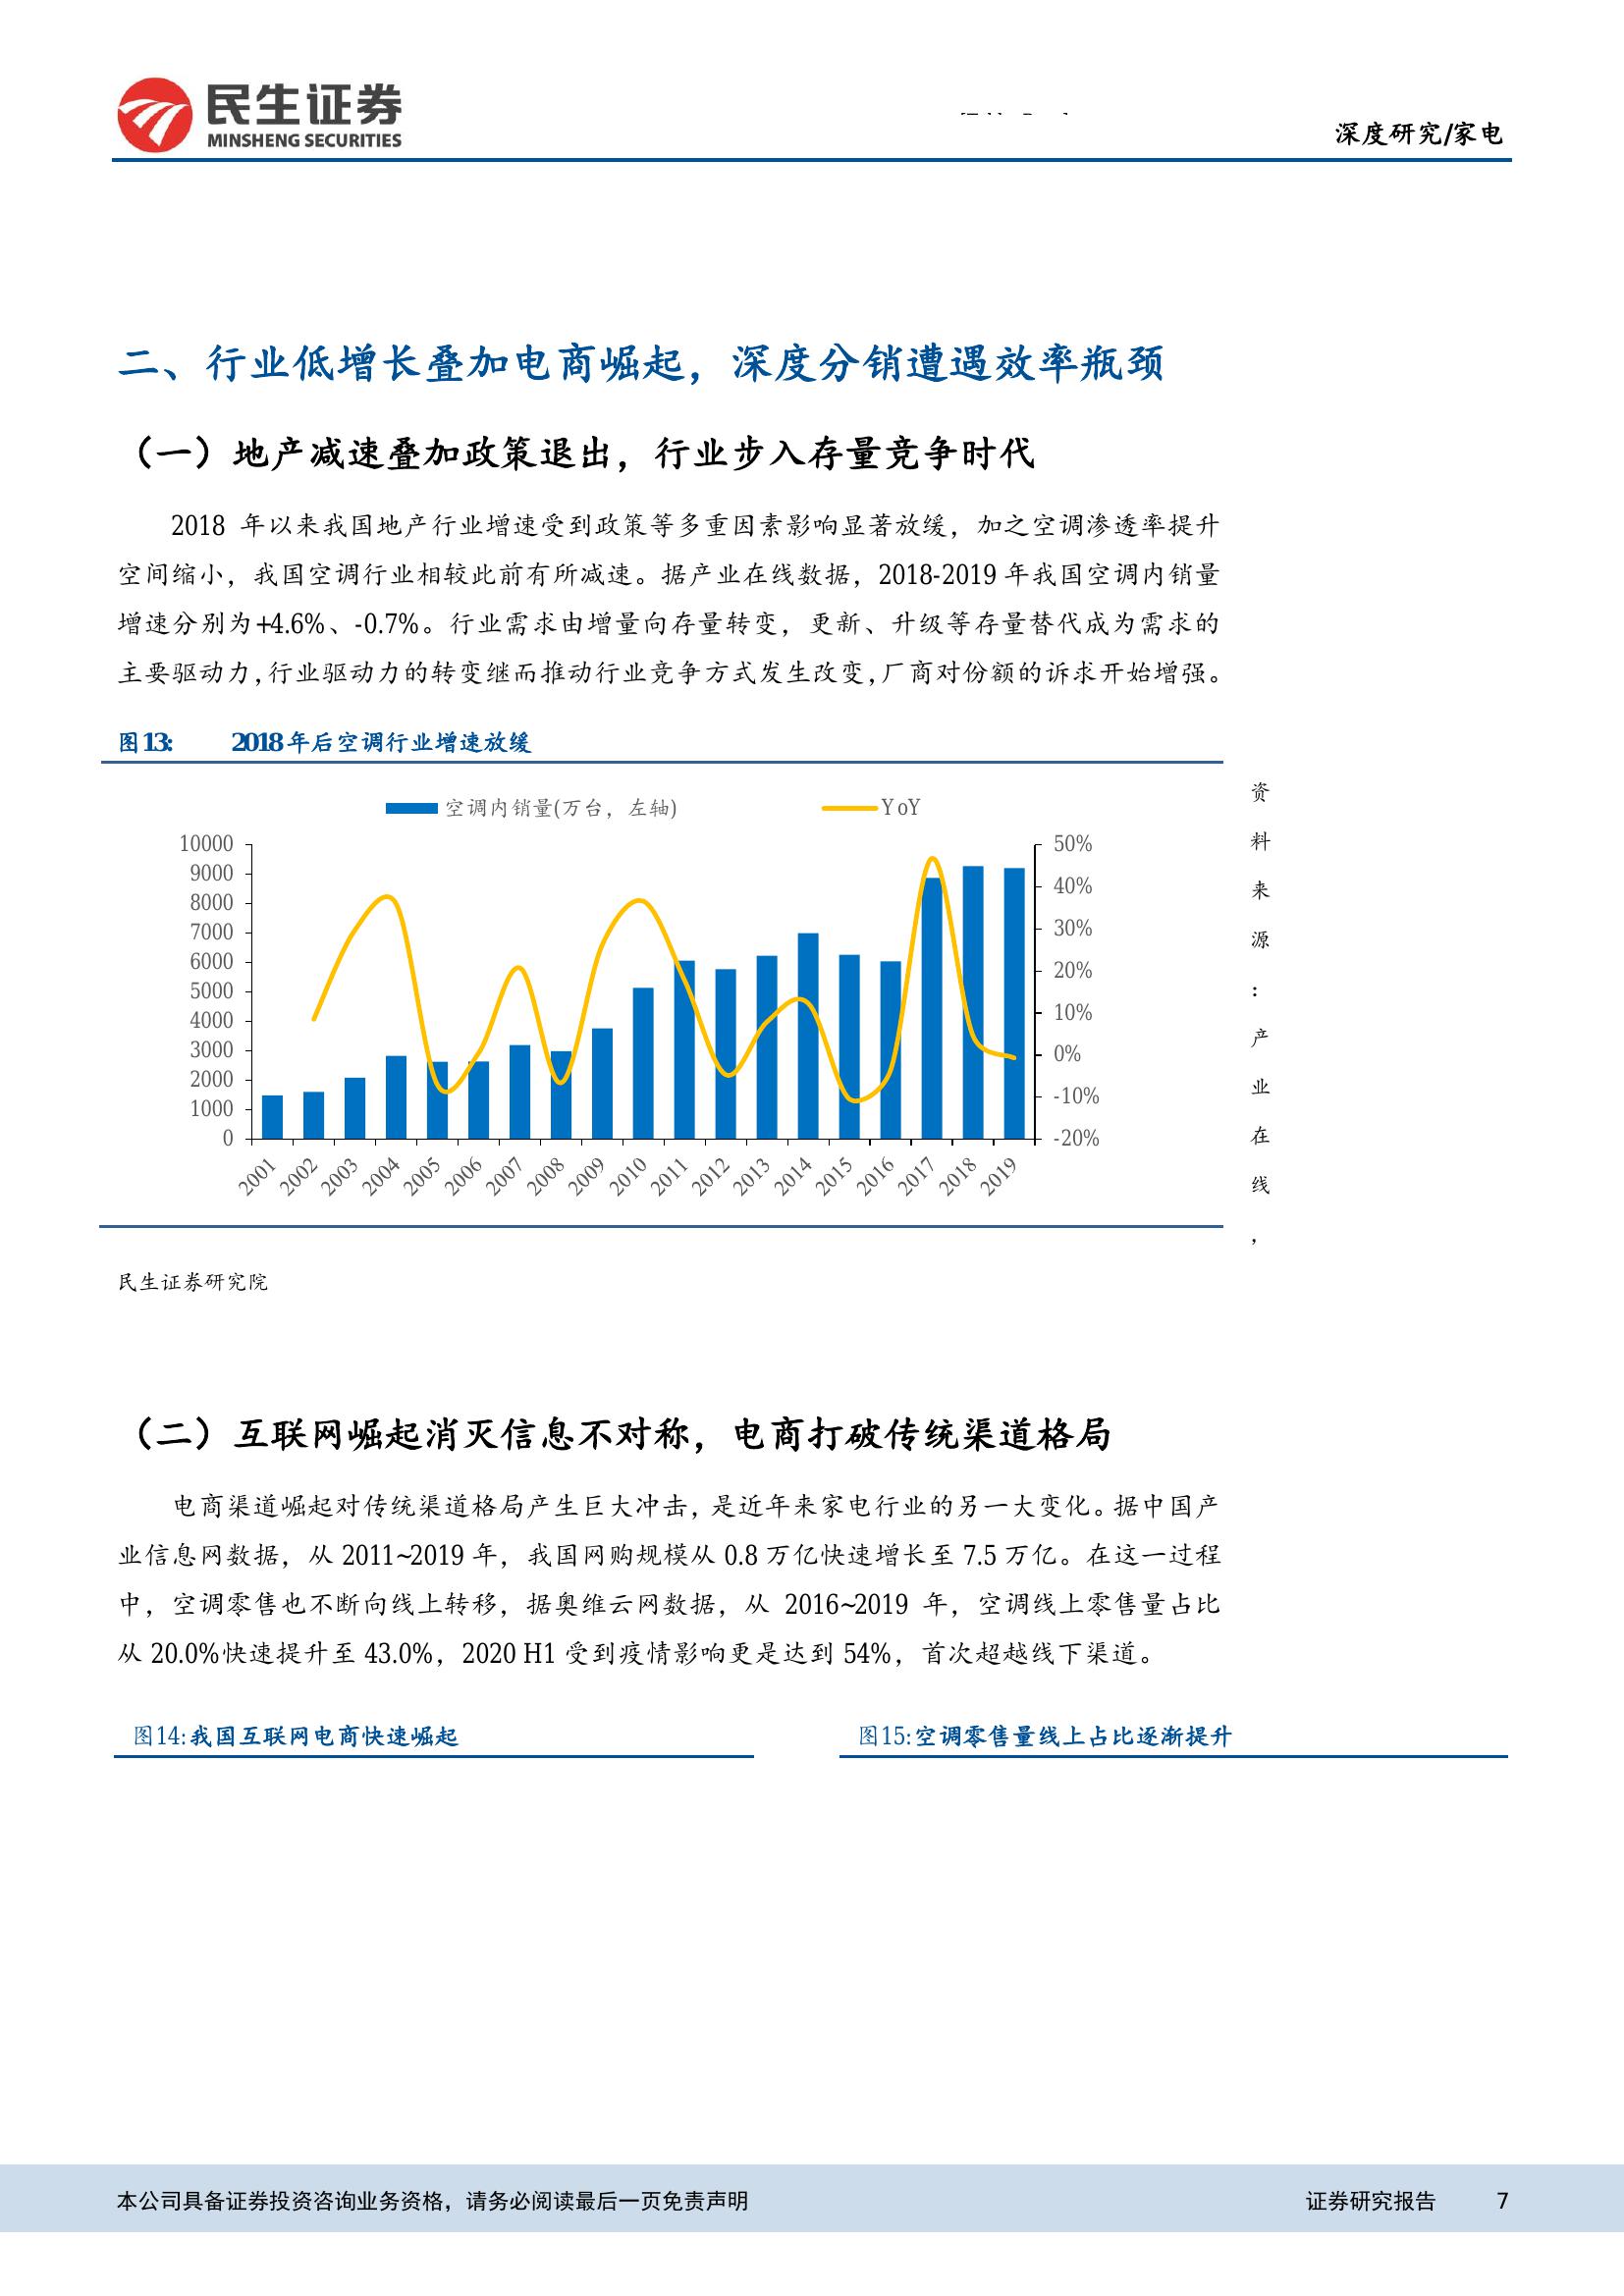 民生证券
MINSHENG SECURITIES
深度研究/家电
二、行业低增长叠加电商崛起，深度分销遭遇效率瓶颈
（一）地产减速叠加政策退出，行业步入存量竞争时代
2018 年以来我国地产行业增速受到政策等多重因素影响显著放缓，加之空调渗透率提升
空间缩小，我国空调行业相较此前有所减速。据产业在线数据，2018-2019 年我国空调内销量
增速分别为+4.6%、-0.7%。行业需求由增量向存量转变，更新、升级等存量替代成为需求的
主要驱动力，行业驱动力的转变继而推动行业竞争方式发生改变，厂商对份额的诉求开始增强。
图13: 2018年后空调行业增速放缓
空调内销量(万台，左轴) YoY
10000
9000
8000
7000
6000
5000
4000
3000
2000
1000
0
50%
40%
30%
20%
10%
0%
-10%
-20%
2001 2002 2003 2004 2005 2006 2007 2008 2009 2010 2011 2012 2013 2014 2015 2016 2017 2018 2019
资
料
来
源
：
产
业
在
线
，
民生证券研究院
（二）互联网崛起消灭信息不对称，电商打破传统渠道格局
电商渠道崛起对传统渠道格局产生巨大冲击，是近年来家电行业的另一大变化。据中国产
业信息网数据，从 2011~2019 年，我国网购规模从 0.8 万亿快速增长至 7.5 万亿。在这一过程
中，空调零售也不断向线上转移，据奥维云网数据，从 2016~2019 年，空调线上零售量占比
从 20.0%快速提升至 43.0%，2020 H1 受到疫情影响更是达到 54%，首次超越线下渠道。
图14:我国互联网电商快速崛起
图15:空调零售量线上占比逐渐提升
本公司具备证券投资咨询业务资格，请务必阅读最后一页免责声明
证券研究报告 7